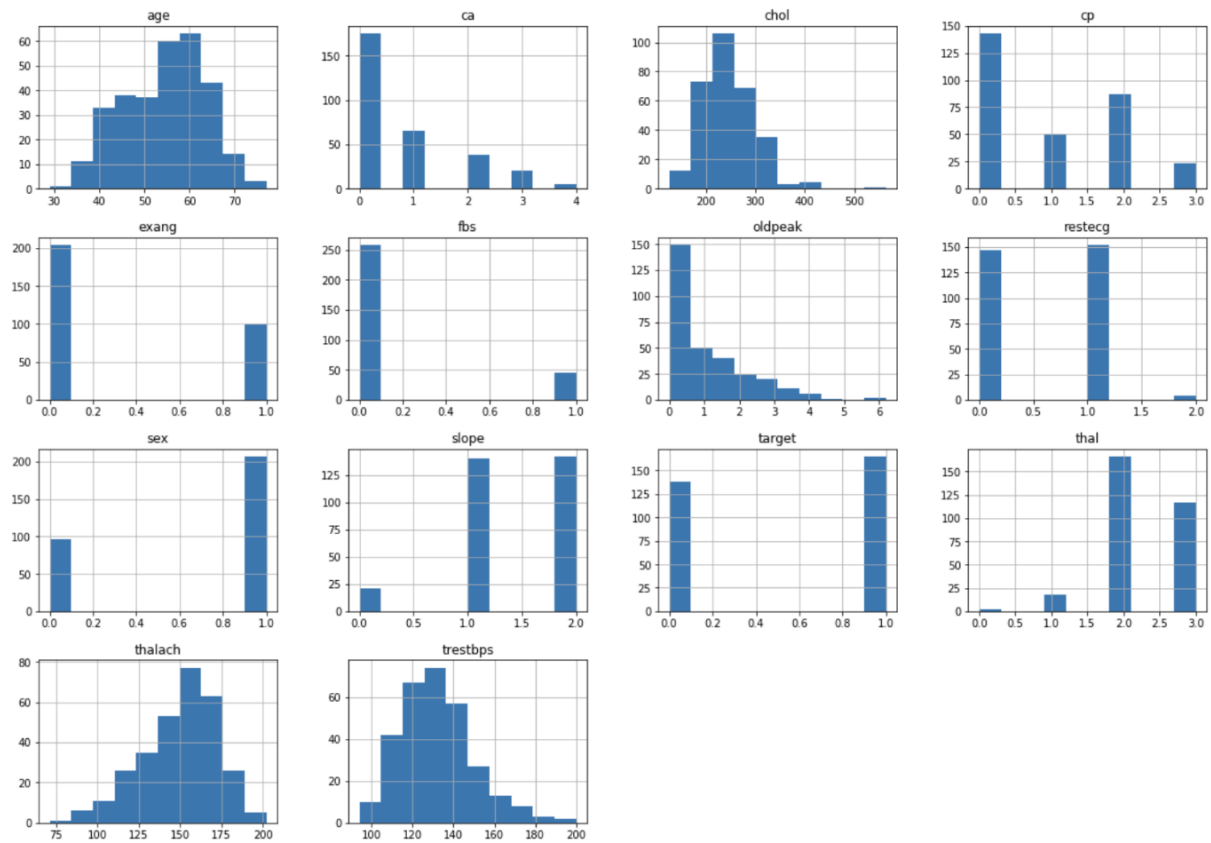 age ca chol cp
60 50 40 30 20 10 0
30 40 50 60 70
150 100 50 0
0 1 2 3 4
100 80 60 40 20 0
200 300 400 500
150 125 100 75 50 25 0
0.0 0.5 1.0 1.5 2.0 2.5 3.0
exang fbs oldpeak restecg
200 150 100 50 0
0.0 0.2 0.4 0.6 0.8 1.0
250 200 150 100 50 0
0.0 0.2 0.4 0.6 0.8 1.0
150 125 100 75 50 25 0
0 1 2 3 4 5 6
150 125 100 75 50 25 0
0.0 0.5 1.0 1.5 2.0
sex slope target thal
200 150 100 50 0
0.0 0.2 0.4 0.6 0.8 1.0
125 100 75 50 25 0
0.0 0.5 1.0 1.5 2.0
150 125 100 75 50 25 0
0.0 0.2 0.4 0.6 0.8 1.0
150 125 100 75 50 25 0
0.0 0.5 1.0 1.5 2.0 2.5 3.0
thalach trestbps
80 60 40 20 0
75 100 125 150 175 200
60 40 20 0
100 120 140 160 180 200